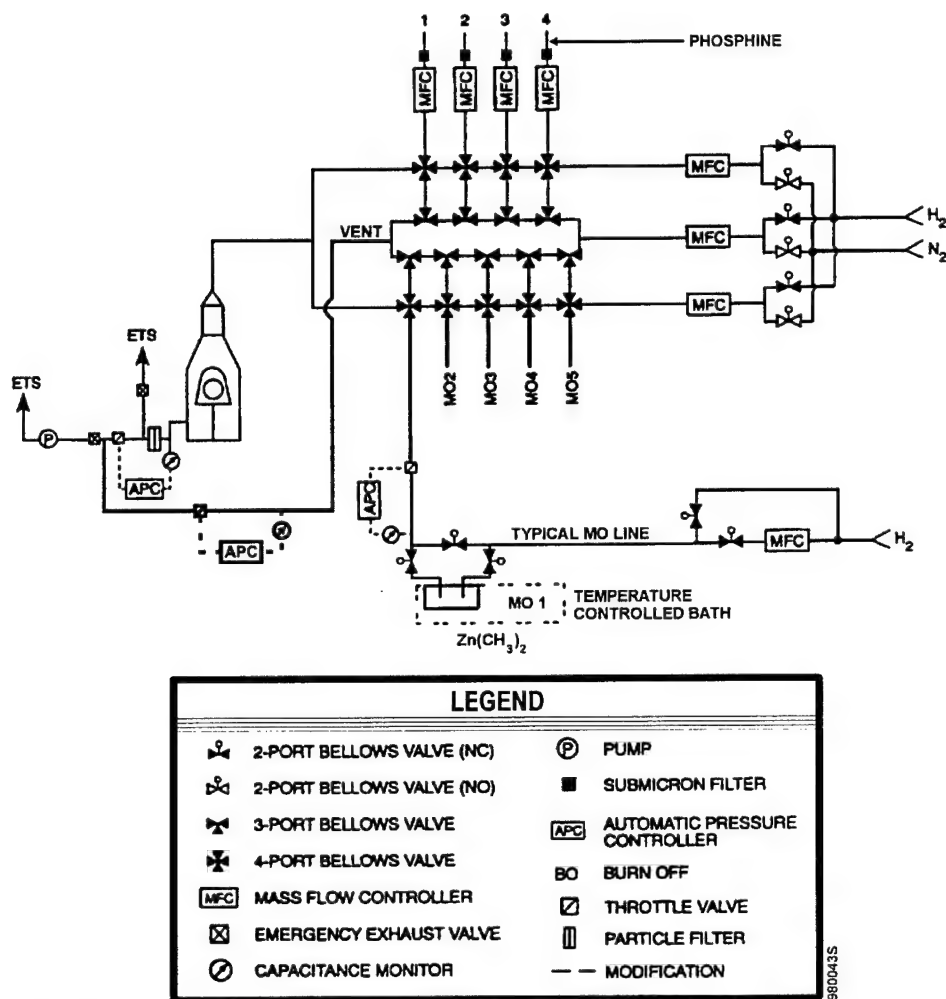 1 2 3 4
PHOSPHINE
MFC MFC MFC MFC
MFC
H2
VENT
MFC
N2
MFC
ETS
ETS
MO2 MO3 MO4 MO5
P
APC
APC
APC
TYPICAL MO LINE
MFC
H2
MO 1
TEMPERATURE
CONTROLLED BATH
Zn(CH3)2
LEGEND
2-PORT BELLOWS VALVE (NC)
2-PORT BELLOWS VALVE (NO)
3-PORT BELLOWS VALVE
4-PORT BELLOWS VALVE
MFC MASS FLOW CONTROLLER
EMERGENCY EXHAUST VALVE
CAPACITANCE MONITOR
P PUMP
SUBMICRON FILTER
APC AUTOMATIC PRESSURE
CONTROLLER
BO BURN OFF
THROTTLE VALVE
PARTICLE FILTER
MODIFICATION
980043S